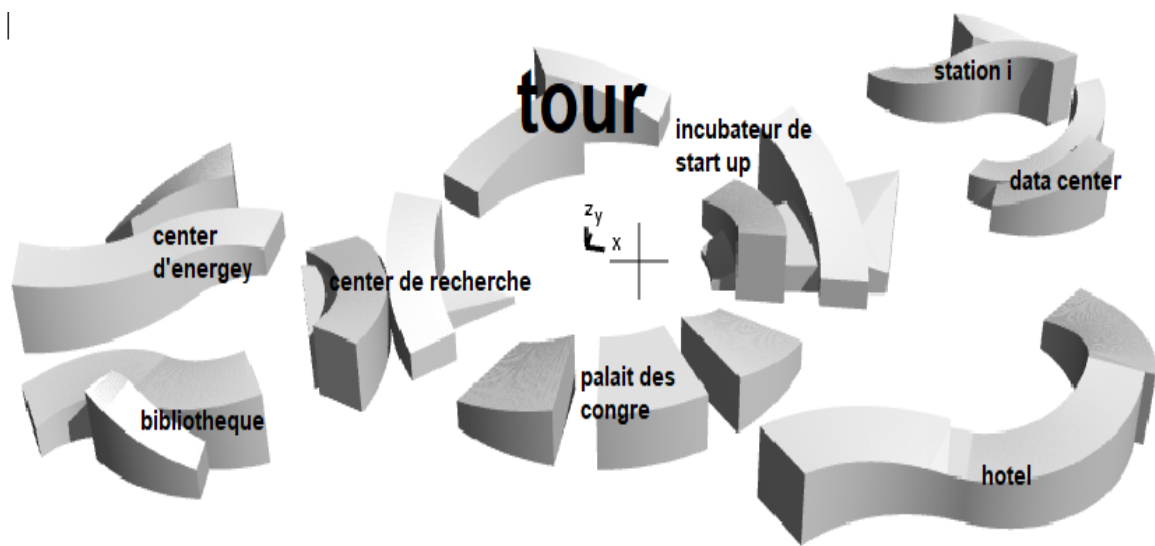 station i
tour
incubateur de
start up
data center
z
y
x
center
d'energey
center de recherche
palait des
congre
bibliotheque
hotel